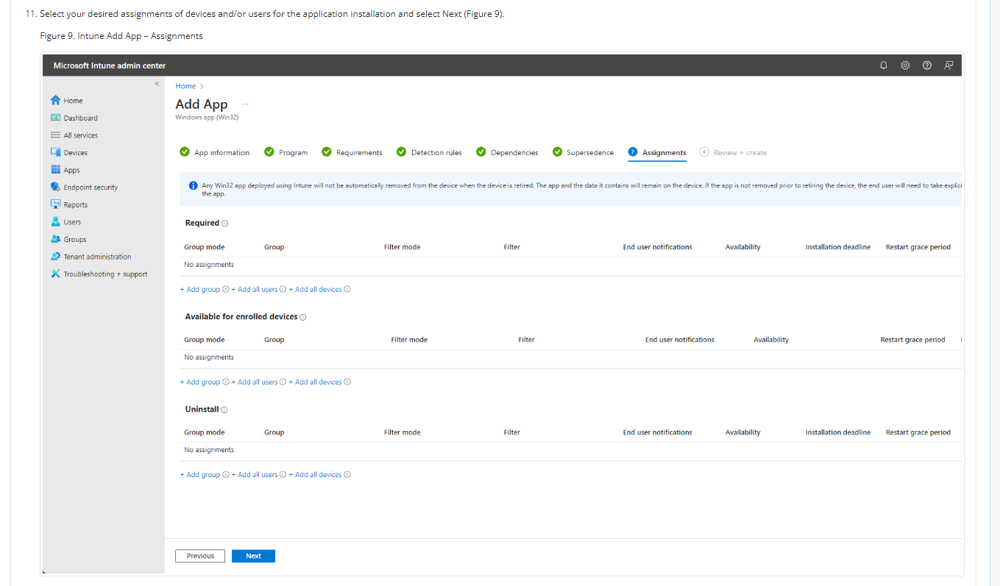 11. Select your desired assignments of devices and/or users for the application installation and select Next (Figure 9).
Figure 9. Intune Add App – Assignments
Microsoft Intune admin center
«
Home
Dashboard
All services
Devices
Apps
Endpoint security
Reports
Users
Groups
Tenant administration
Troubleshooting + support
Home >
Add App ...
Windows app (Win32)
App information Program Requirements Detection rules Dependencies Supersedence 7 Assignments 8 Review + create
Any Win32 app deployed using Intune will not be automatically removed from the device when the device is retired. The app and the data it contains will remain on the device. If the app is not removed prior to retiring the device, the end user will need to take explici
the app.
Required
Group mode Group Filter mode Filter End user notifications Availability Installation deadline Restart grace period
No assignments
+ Add group + Add all users + Add all devices
Available for enrolled devices
Group mode Group Filter mode Filter End user notifications Availability Restart grace period
No assignments
+ Add group + Add all users + Add all devices
Uninstall
Group mode Group Filter mode Filter End user notifications Availability Installation deadline Restart grace period
No assignments
+ Add group + Add all users + Add all devices
Previous Next